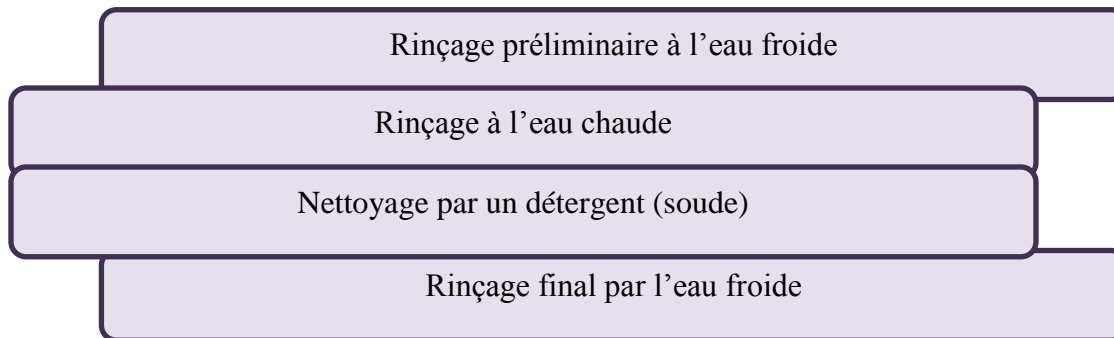 Rinçage préliminaire à l’eau froide
Rinçage à l’eau chaude
Nettoyage par un détergent (soude)
Rinçage final par l’eau froide